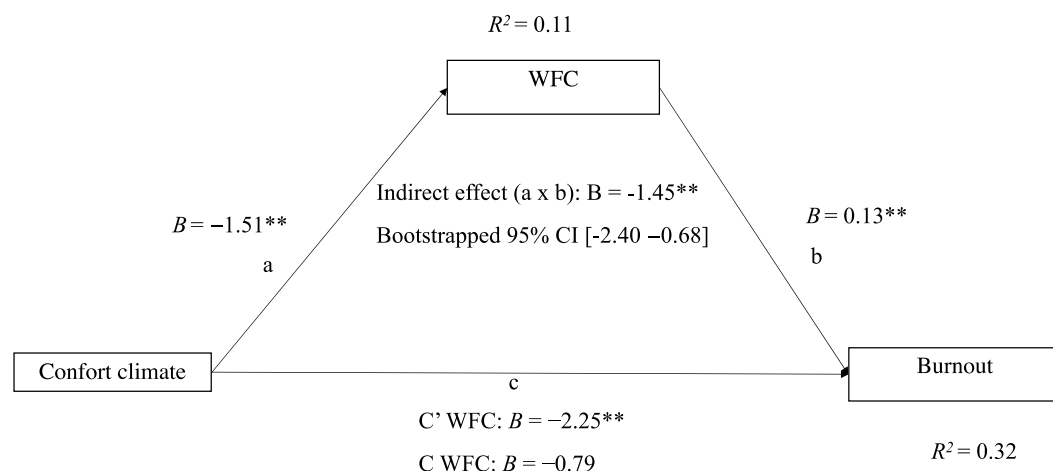 R² = 0.11
WFC
Indirect effect (a x b): B = -1.45**
Bootstrapped 95% CI [-2.40 −0.68]
B = −1.51**
a
B = 0.13**
b
Confort climate
Burnout
c
C’ WFC: B = −2.25**
C WFC: B = −0.79
R² = 0.32